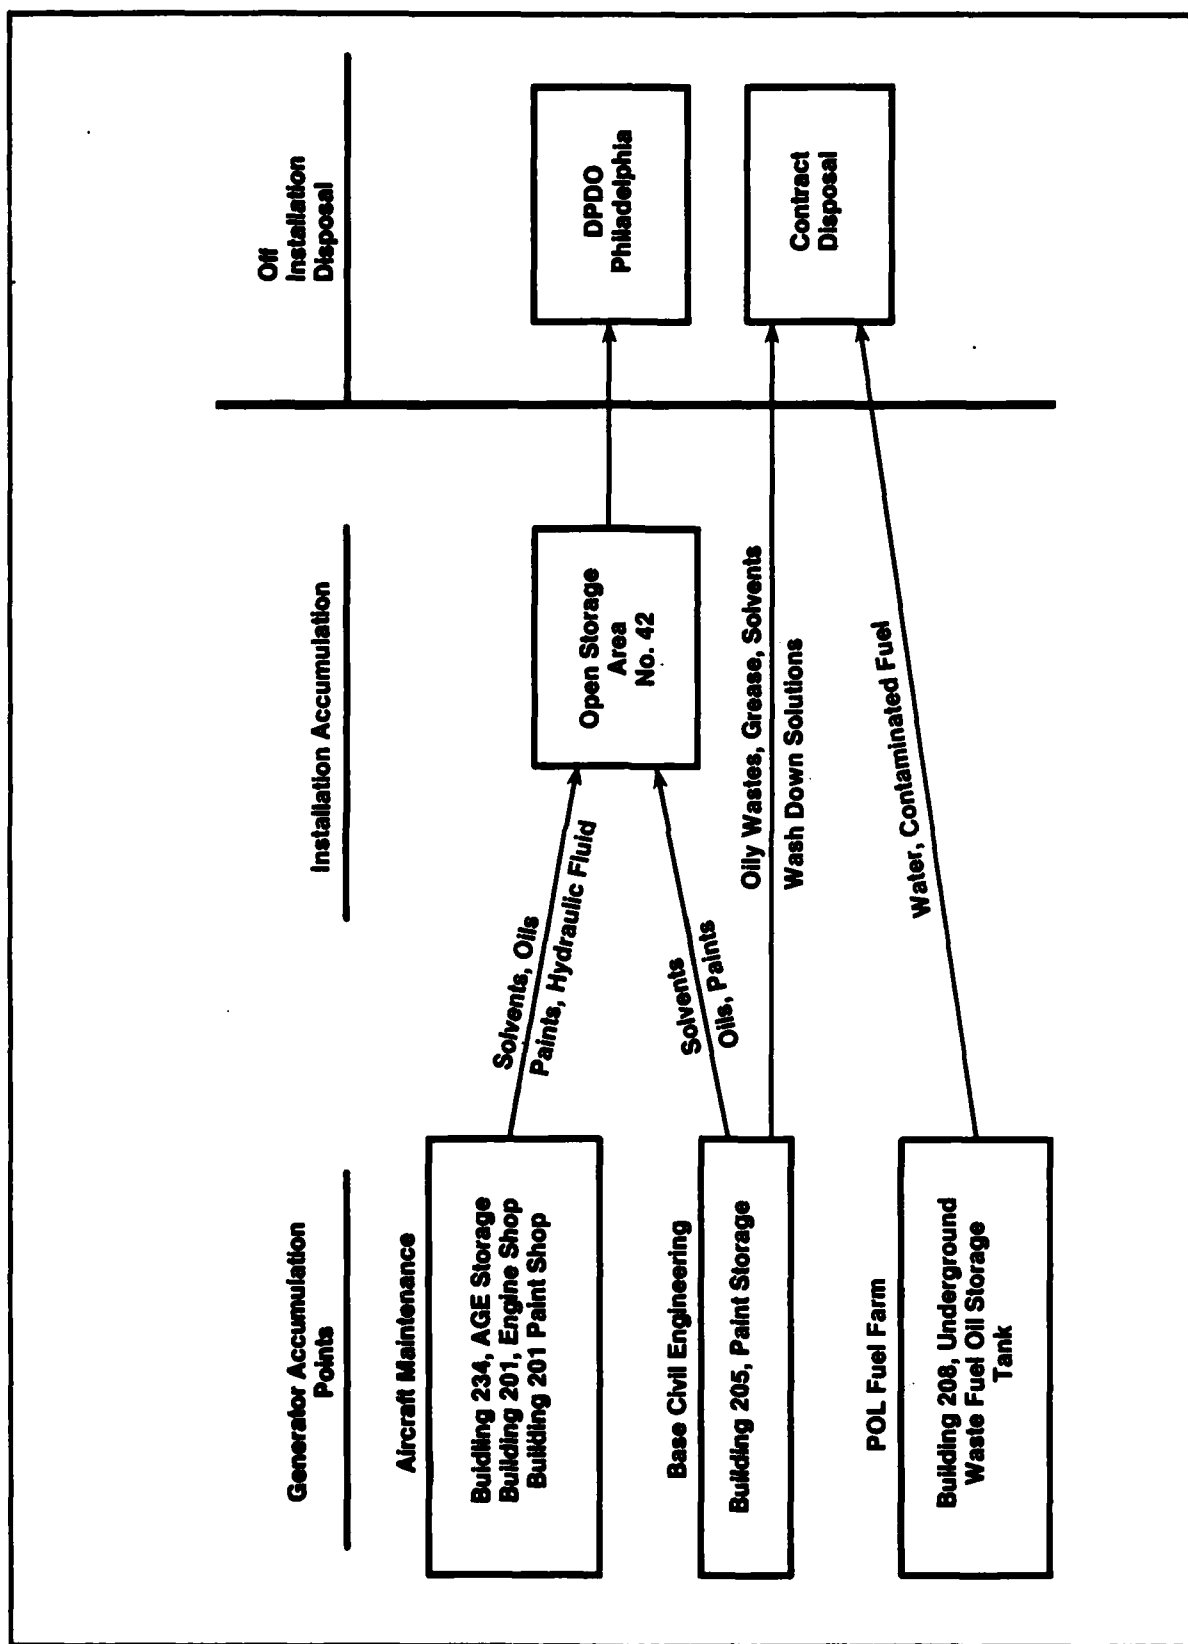 Generator Accumulation
Points
Installation Accumulation
Off
Installation
Disposal
Aircraft Maintenance
Buidling 234, AGE Storage
Building 201, Engine Shop
Building 201 Paint Shop
Solvents, Oils
Paints, Hydraulic Fluid
Open Storage
Area
No. 42
DPDO
Philadelphia
Base Civil Engineering
Building 205, Paint Storage
Solvents
Oils, Paints
Oily Wastes, Grease, Solvents
Wash Down Solutions
Contract
Disposal
POL Fuel Farm
Building 208, Underground
Waste Fuel Oil Storage
Tank
Water, Contaminated Fuel